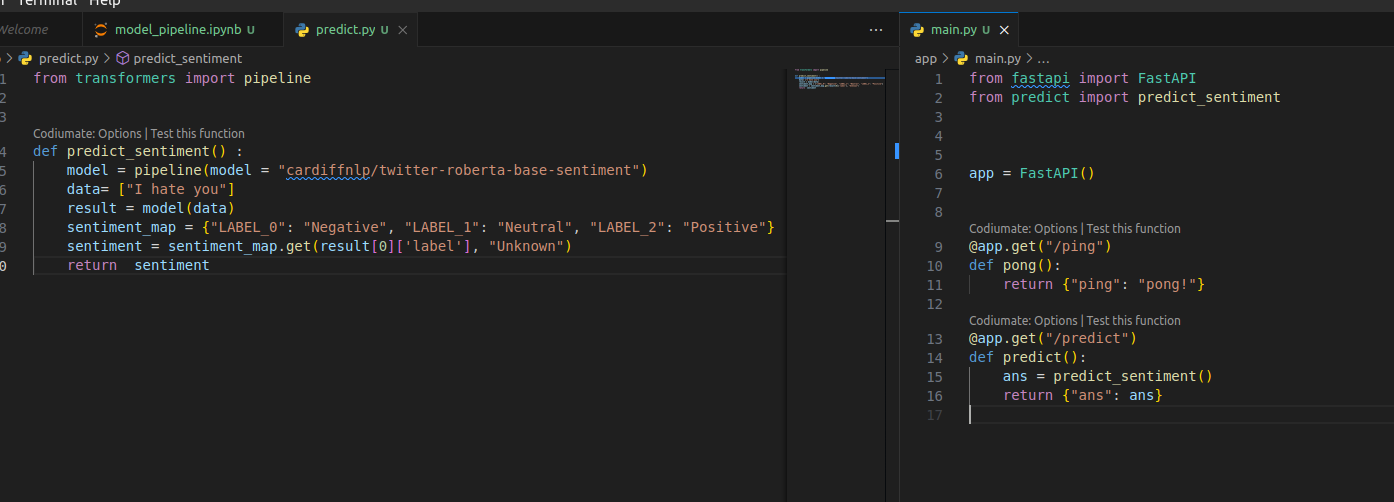 Terminal Help
Welcome
model_pipeline.ipynb U
predict.py U
...
predict.py > predict_sentiment
1 from transformers import pipeline
2
3
Codiumate: Options | Test this function
4 def predict_sentiment() :
5 model = pipeline(model = "cardiffnlp/twitter-roberta-base-sentiment")
6 data= ["I hate you"]
7 result = model(data)
8 sentiment_map = {"LABEL_0": "Negative", "LABEL_1": "Neutral", "LABEL_2": "Positive"}
9 sentiment = sentiment_map.get(result[0]['label'], "Unknown")
0 return  sentiment
main.py U
app > main.py > ...
1 from fastapi import FastAPI
2 from predict import predict_sentiment
3
4
5
6 app = FastAPI()
7
8
Codiumate: Options | Test this function
9 @app.get("/ping")
10 def pong():
11 return {"ping": "pong!"}
12
Codiumate: Options | Test this function
13 @app.get("/predict")
14 def predict():
15 ans = predict_sentiment()
16 return {"ans": ans}
17